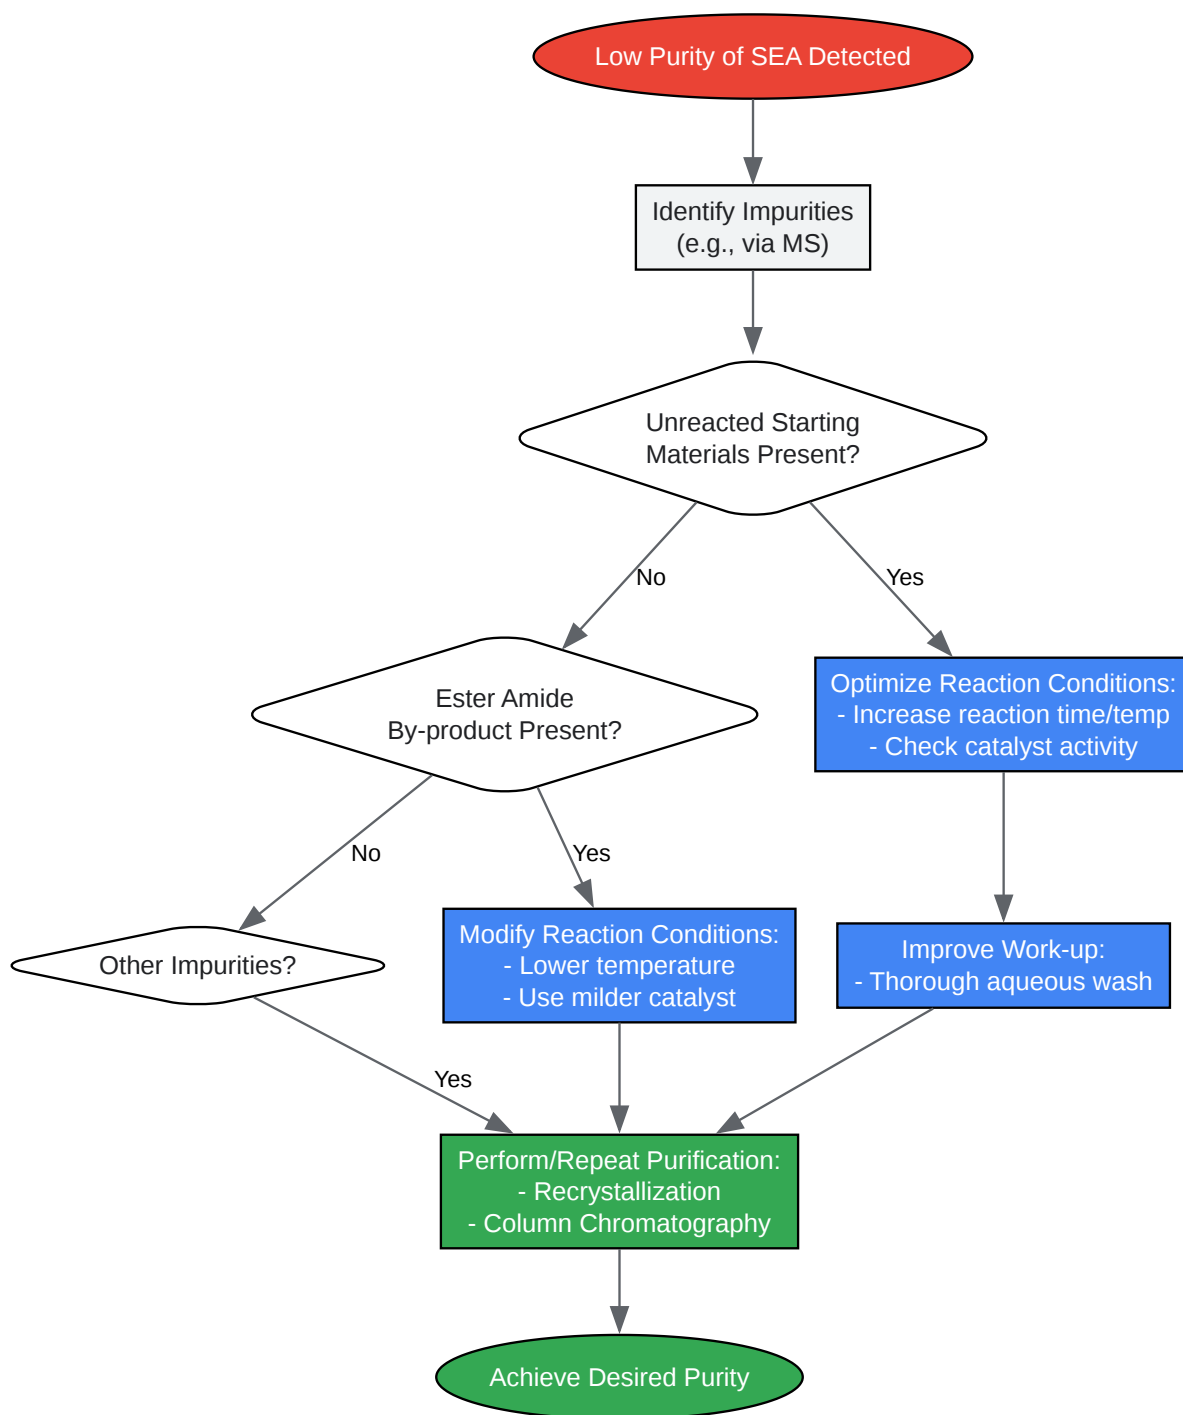 Low Purity of SEA Detected
Identify Impurities
(e.g., via MS)
Unreacted Starting
Materials Present?
No
Yes
Ester Amide
By-product Present?
Optimize Reaction Conditions:
- Increase reaction time/temp
- Check catalyst activity
No
Yes
Other Impurities?
Modify Reaction Conditions:
- Lower temperature
- Use milder catalyst
Improve Work-up:
- Thorough aqueous wash
Yes
Perform/Repeat Purification:
- Recrystallization
- Column Chromatography
Achieve Desired Purity